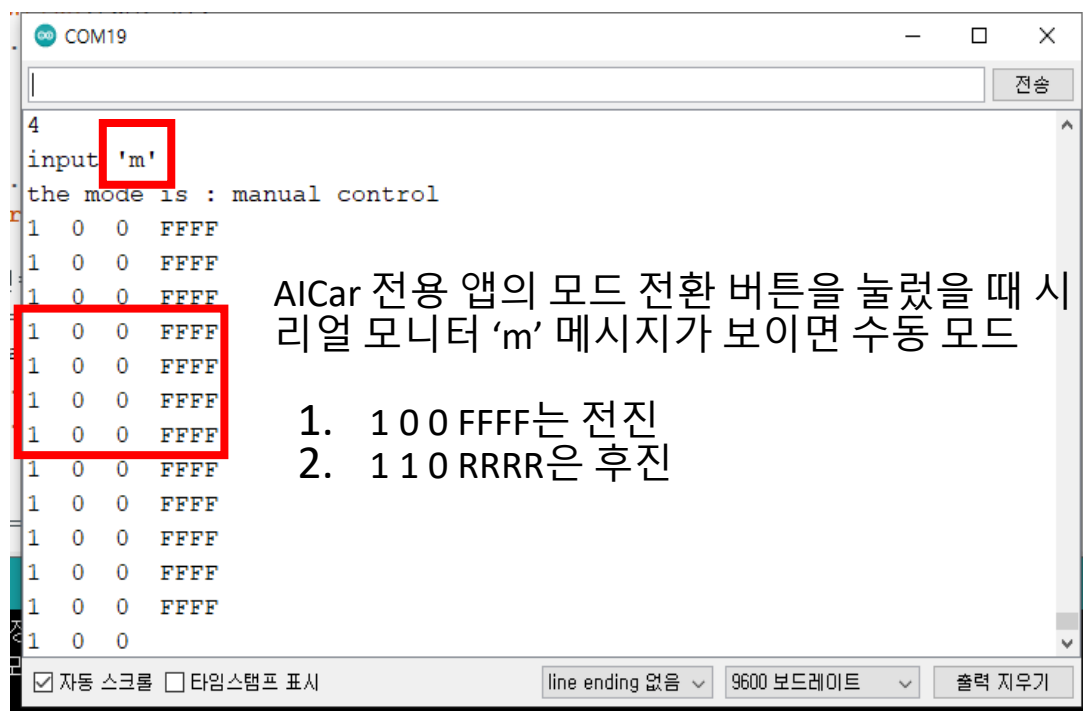 COM19
전송
4
input 'm'
the mode is : manual control
1 0 0 FFFF
1 0 0 FFFF
1 0 0 FFFF
1 0 0 FFFF
1 0 0 FFFF
1 0 0 FFFF
1 0 0 FFFF
1 0 0 FFFF
1 0 0 FFFF
1 0 0 FFFF
1 0 0 FFFF
1 0 0 FFFF
1 0 0
AICar 전용 앱의 모드 전환 버튼을 눌렀을 때 시
리얼 모니터 ‘m’ 메시지가 보이면 수동 모드
1. 1 0 0 FFFF는 전진
2. 1 1 0 RRRR은 후진
자동 스크롤 타임스탬프 표시 line ending 없음 9600 보드레이트 출력 지우기